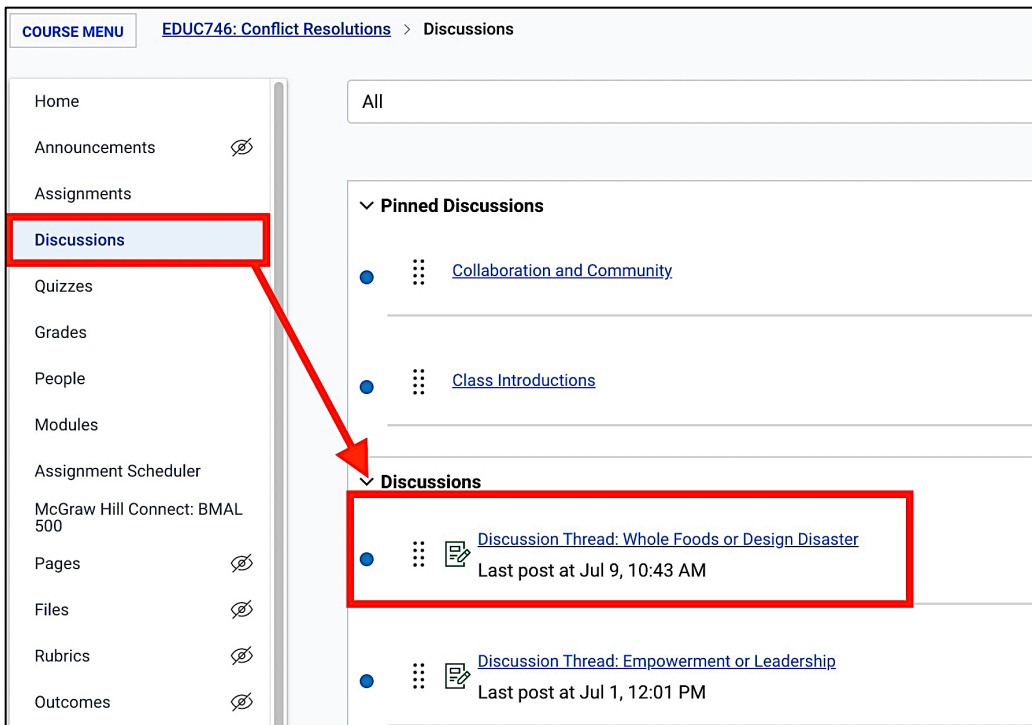 COURSE MENU
EDUC746: Conflict Resolutions > Discussions
Home
Announcements
Assignments
Discussions
Quizzes
Grades
People
Modules
Assignment Scheduler
McGraw Hill Connect: BMAL
500
Pages
Files
Rubrics
Outcomes
All
Pinned Discussions
Collaboration and Community
Class Introductions
Discussions
Discussion Thread: Whole Foods or Design Disaster
Last post at Jul 9, 10:43 AM
Discussion Thread: Empowerment or Leadership
Last post at Jul 1, 12:01 PM